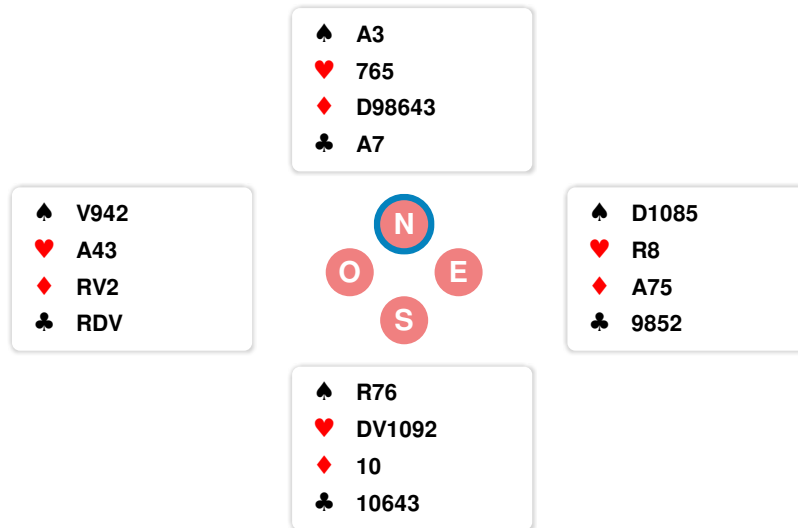 ♠ A3
♥ 765
♦ D98643
♣ A7
♠ V942
♥ A43
♦ RV2
♣ RDV
N
O
E
S
♠ D1085
♥ R8
♦ A75
♣ 9852
♠ R76
♥ DV1092
♦ 10
♣ 10643